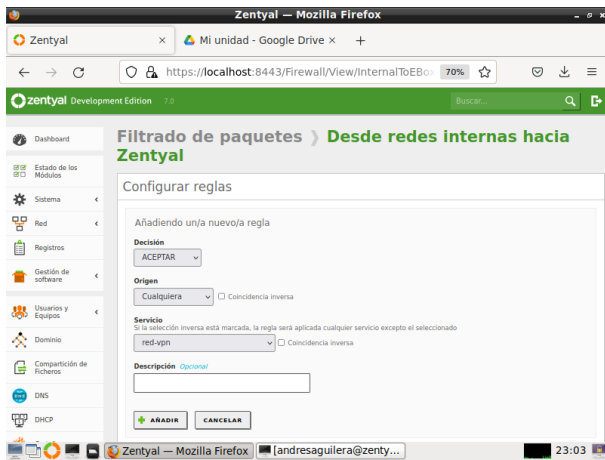 Zentyal — Mozilla Firefox
Zentyal
Mi unidad - Google Drive
https://localhost:8443/Firewall/View/InternalToEBo
70%
zentyal Development Edition 7.0
Buscar...
Dashboard
Estado de los
Módulos
Sistema
Red
Registros
Gestión de
software
Usuarios y
Equipos
Dominio
Compartición de
Ficheros
DNS
DHCP
Filtrado de paquetes ⟩ Desde redes internas hacia
Zentyal
Configurar reglas
Añadiendo un/a nuevo/a regla
Decisión
ACEPTAR
Origen
Cualquiera
Coincidencia inversa
Servicio
Si la selección inversa está marcada, la regla será aplicada cualquier servicio excepto el seleccionado
red-vpn
Coincidencia inversa
Descripción Opcional
AÑADIR
CANCELAR
Zentyal — Mozilla Firefox
[andresaguilera@zenty...
23:03